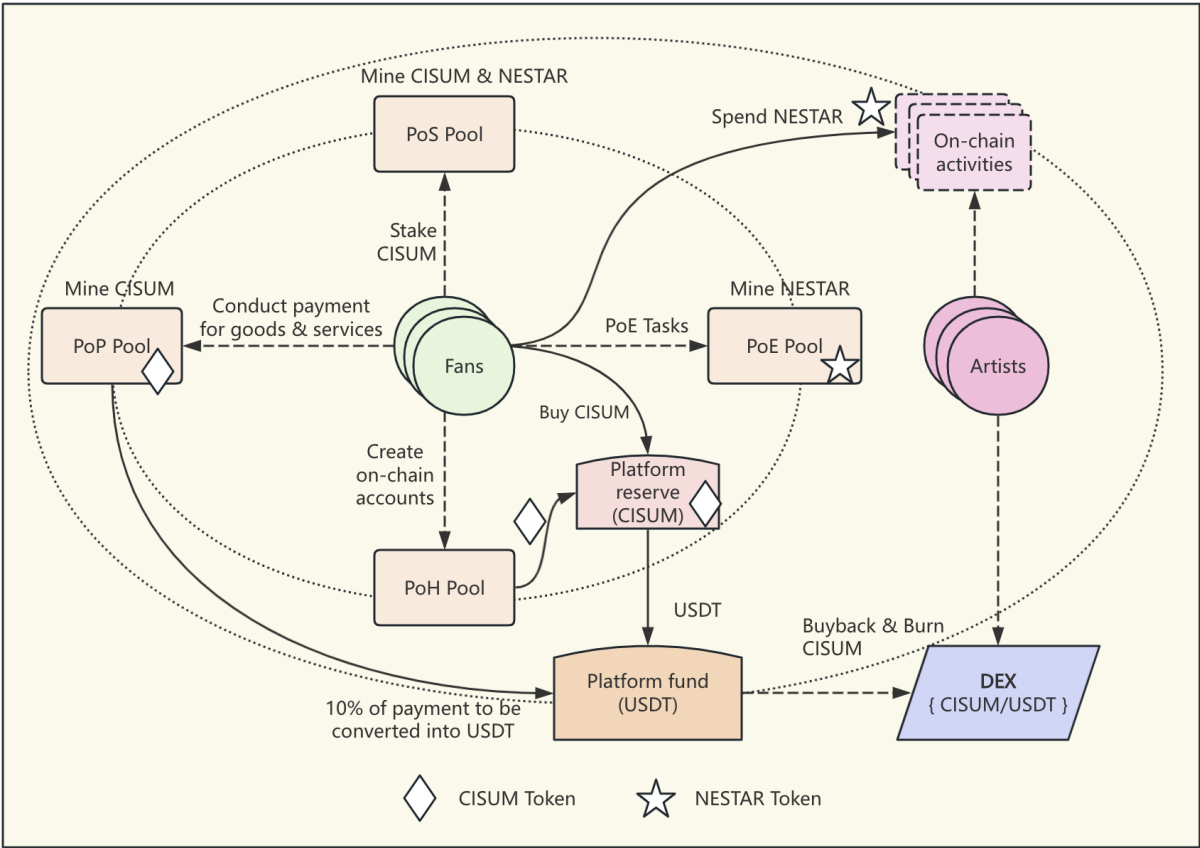 Mine CISUM & NESTAR
PoS Pool
Spend NESTAR
On-chain
activities
Stake
CISUM
Mine CISUM
Conduct payment
for goods & services
PoP Pool
Fans
PoE Tasks
Mine NESTAR
PoE Pool
Artists
Buy CISUM
Create
on-chain
accounts
Platform
reserve
(CISUM)
PoH Pool
USDT
Buyback & Burn
CISUM
Platform fund
(USDT)
DEX
{ CISUM/USDT }
10% of payment to be
converted into USDT
CISUM Token
NESTAR Token